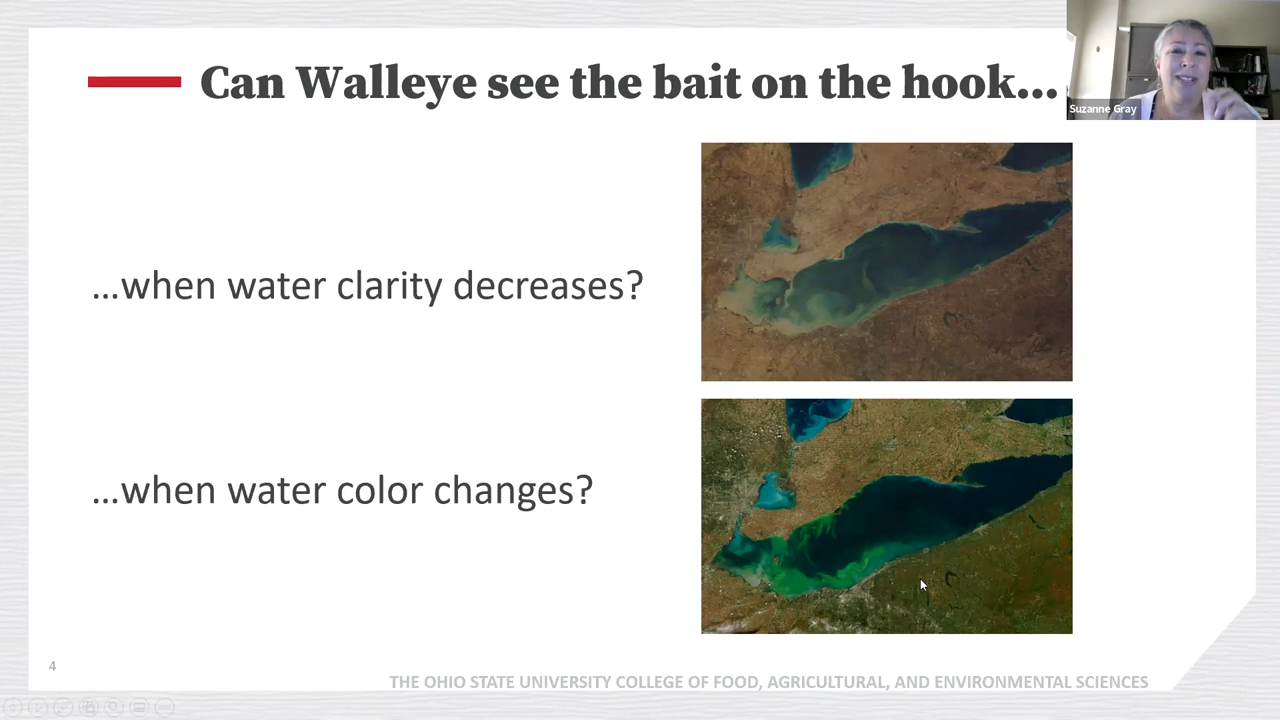 Can Walleye see the bait on the hook...
Suzanne Gray
...when water clarity decreases?
...when water color changes?
4
THE OHIO STATE UNIVERSITY COLLEGE OF FOOD, AGRICULTURAL, AND ENVIRONMENTAL SCIENCES